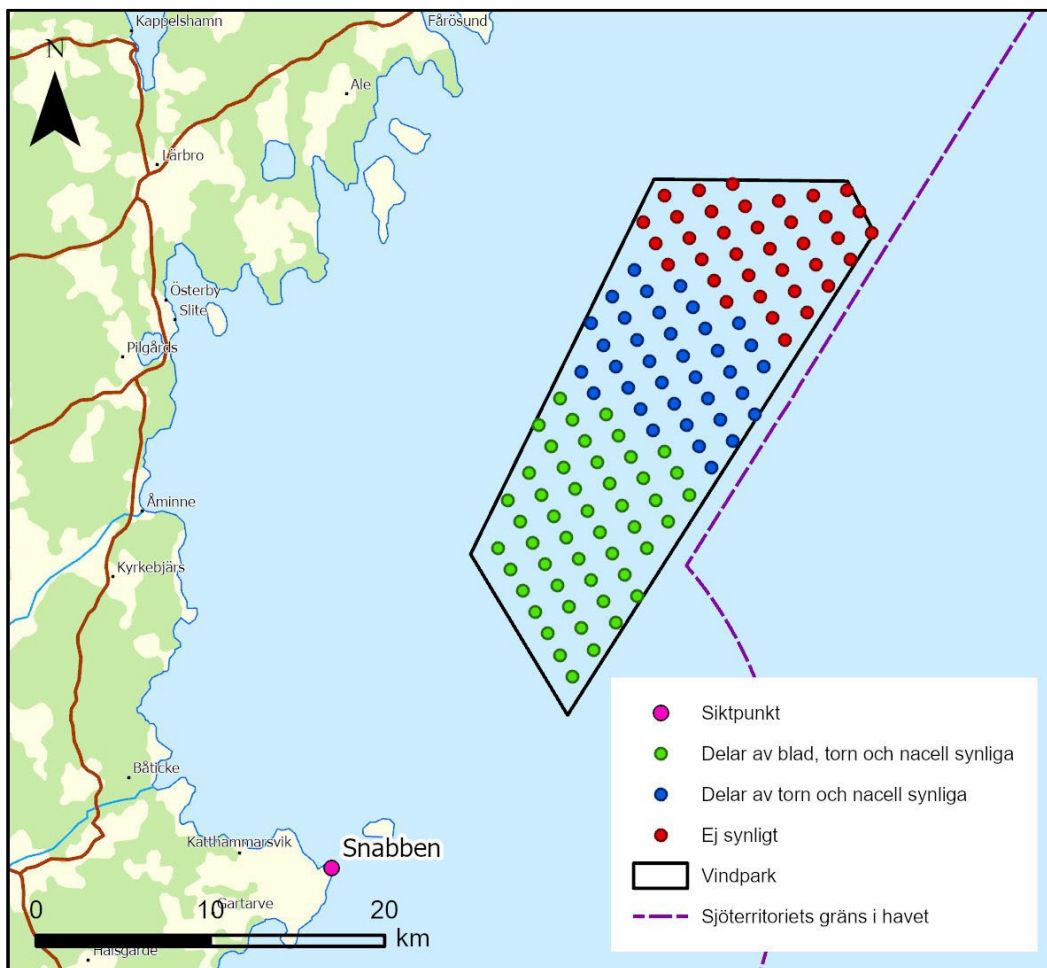 Kappelshamn
Fårösund
N
Ale
Lärbro
Österby
Slite
Pilgårds
Åminne
Kyrkebjärs
Båticke
Katthammarsvik
Snabben
Gartarve
0 10 20
km
Halsgårde
Siktpunkt
Delar av blad, torn och nacell synliga
Delar av torn och nacell synliga
Ej synligt
Vindpark
Sjöterritoriets gräns i havet